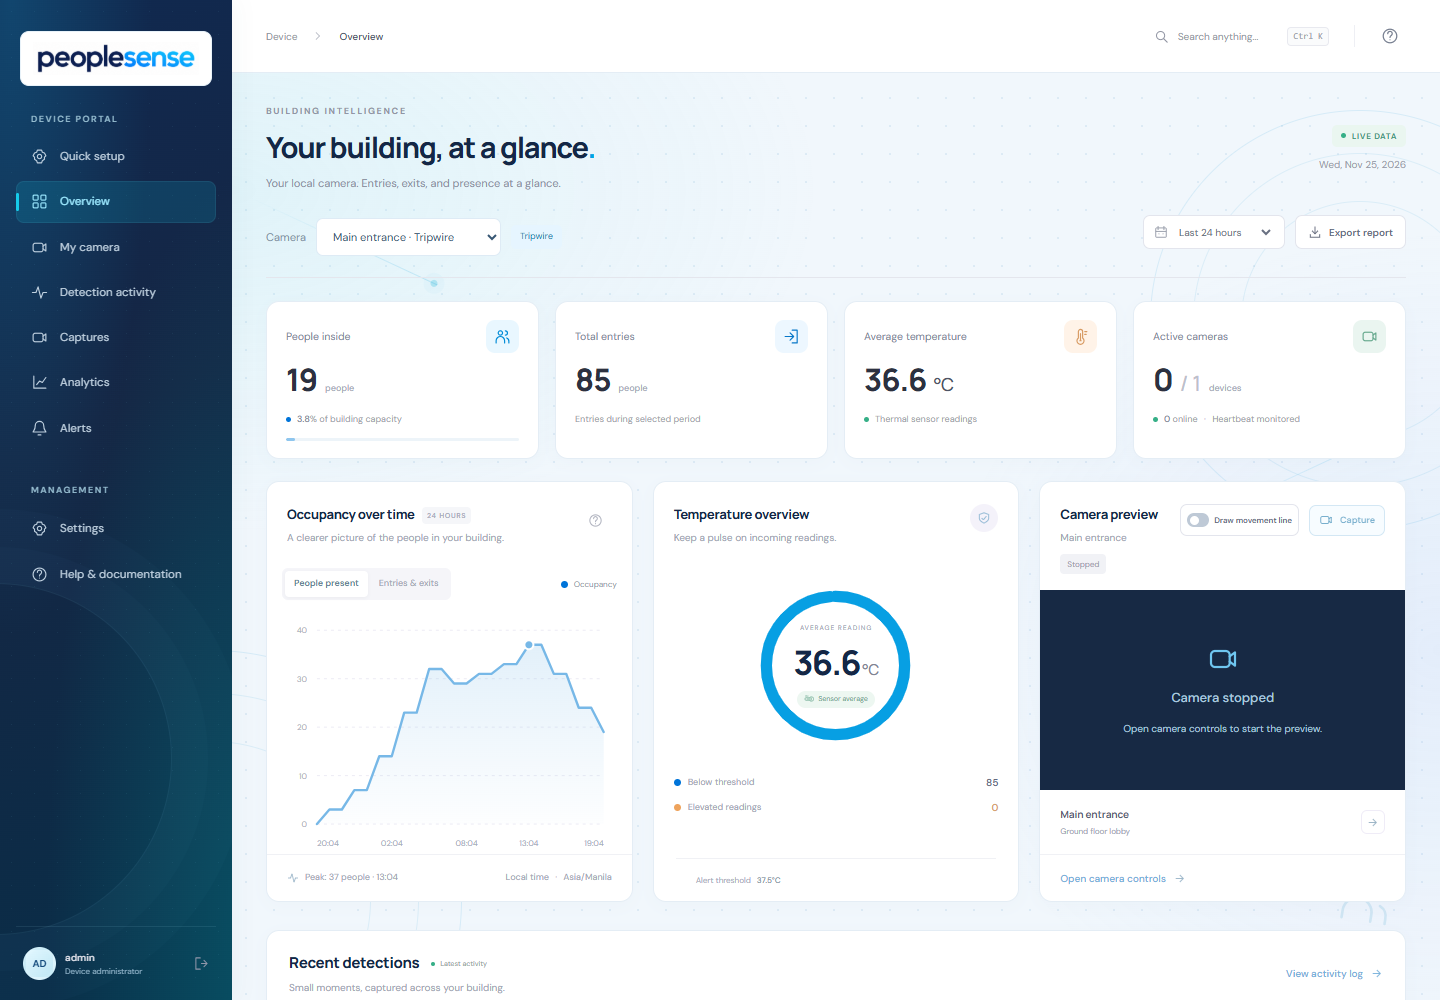 peoplesense
DEVICE PORTAL
Quick setup
Overview
My camera
Detection activity
Captures
Analytics
Alerts
MANAGEMENT
Settings
Help & documentation
AD
admin
Device administrator
Device
Overview
Search anything...
Ctrl K
BUILDING INTELLIGENCE
Your building, at a glance.
Your local camera. Entries, exits, and presence at a glance.
LIVE DATA
Wed, Nov 25, 2026
Camera
Main entrance · Tripwire
Tripwire
Last 24 hours
Export report
People inside
19 people
3.8% of building capacity
Total entries
85 people
Entries during selected period
Average temperature
36.6 °C
Thermal sensor readings
Active cameras
0 / 1 devices
0 online · Heartbeat monitored
Occupancy over time
24 HOURS
A clearer picture of the people in your building.
People present
Entries & exits
Occupancy
40
30
20
10
0
20:04
02:04
08:04
13:04
19:04
Peak: 37 people · 13:04
Local time · Asia/Manila
Temperature overview
Keep a pulse on incoming readings.
AVERAGE READING
36.6°C
Sensor average
Below threshold 85
Elevated readings 0
Alert threshold 37.5°C
Camera preview
Main entrance
Stopped
Draw movement line
Capture
Camera stopped
Open camera controls to start the preview.
Main entrance
Ground floor lobby
Open camera controls
Recent detections
Latest activity
Small moments, captured across your building.
View activity log